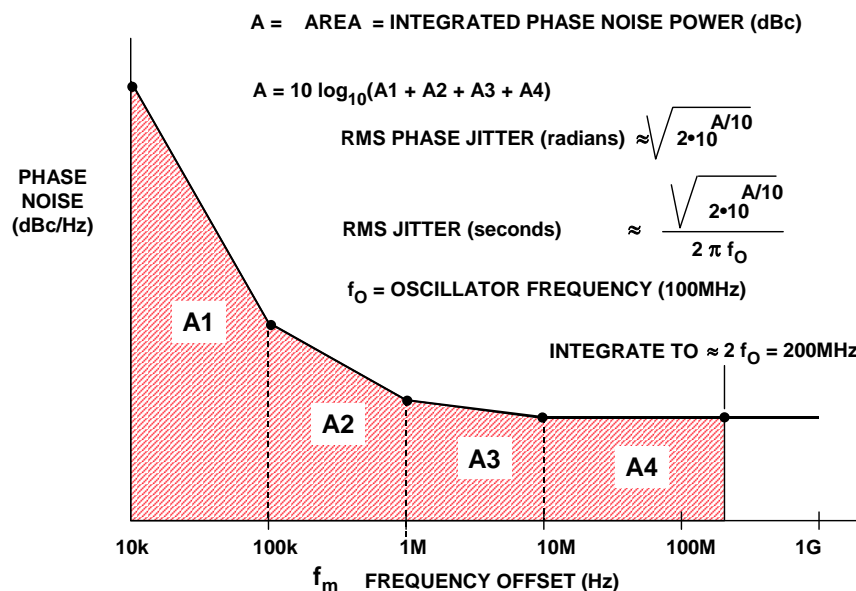 A = AREA = INTEGRATED PHASE NOISE POWER (dBc)
A = 10 log10(A1 + A2 + A3 + A4)
RMS PHASE JITTER (radians) ≈ √2•10^A/10
PHASE
NOISE
(dBc/Hz)
RMS JITTER (seconds) ≈ √2•10^A/10
2 π fO
fO = OSCILLATOR FREQUENCY (100MHz)
INTEGRATE TO ≈ 2 fO = 200MHz
A1
A2
A3
A4
10k 100k 1M 10M 100M 1G
fm FREQUENCY OFFSET (Hz)